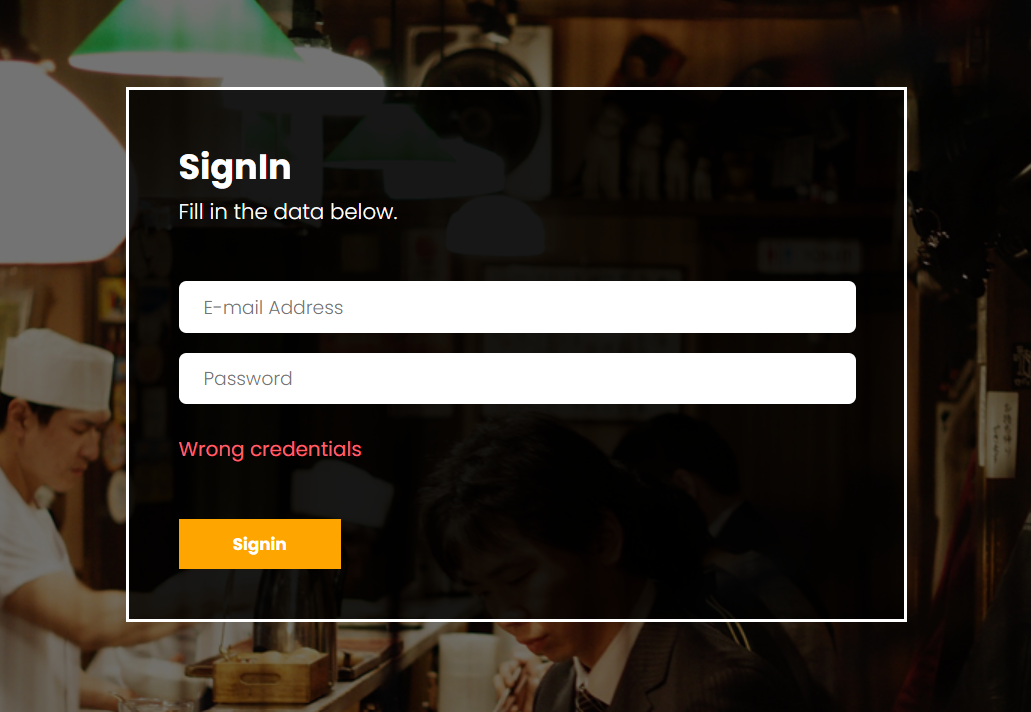 SignIn
Fill in the data below.
E-mail Address
Password
Wrong credentials
Signin